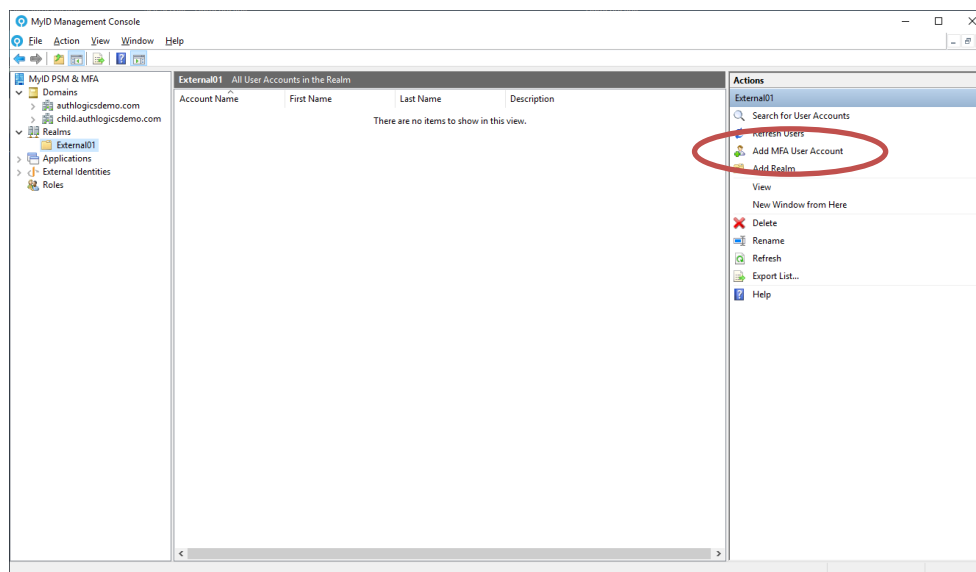 MyID Management Console
File Action View Window Help
MyID PSM & MFA
Domains
authlogicsdemo.com
child.authlogicsdemo.com
Realms
External01
Applications
External Identities
Roles
External01 All User Accounts in the Realm
Account Name First Name Last Name Description
There are no items to show in this view.
Actions
External01
Search for User Accounts
Refresh Users
Add MFA User Account
Add Realm
View
New Window from Here
Delete
Rename
Refresh
Export List...
Help